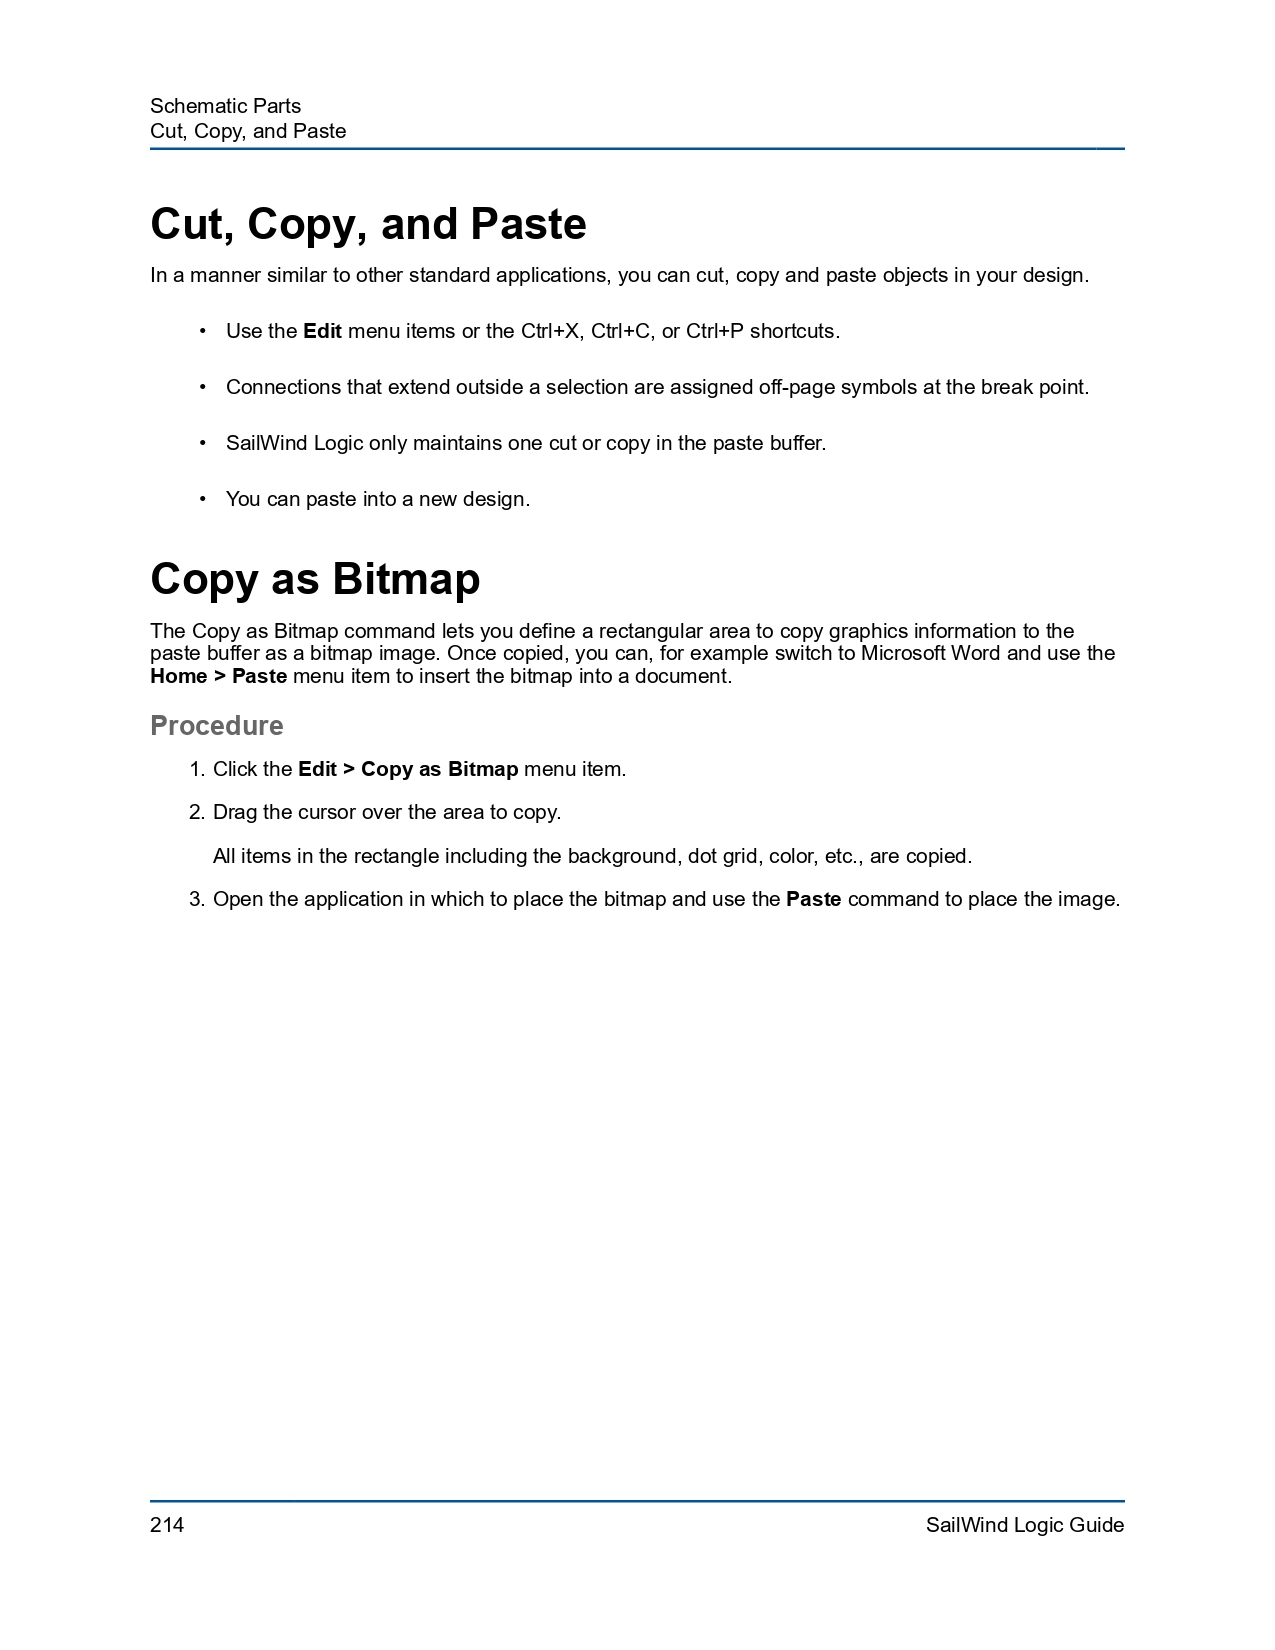 Schematic Parts
Cut, Copy, and Paste
Cut, Copy, and Paste
In a manner similar to other standard applications, you can cut, copy and paste objects in your design.
• Use the Edit menu items or the Ctrl+X, Ctrl+C, or Ctrl+P shortcuts.
• Connections that extend outside a selection are assigned off-page symbols at the break point.
• SailWind Logic only maintains one cut or copy in the paste buffer.
• You can paste into a new design.
Copy as Bitmap
The Copy as Bitmap command lets you define a rectangular area to copy graphics information to the
paste buffer as a bitmap image. Once copied, you can, for example switch to Microsoft Word and use the
Home > Paste menu item to insert the bitmap into a document.
Procedure
1. Click the Edit > Copy as Bitmap menu item.
2. Drag the cursor over the area to copy.
All items in the rectangle including the background, dot grid, color, etc., are copied.
3. Open the application in which to place the bitmap and use the Paste command to place the image.
214
SailWind Logic Guide